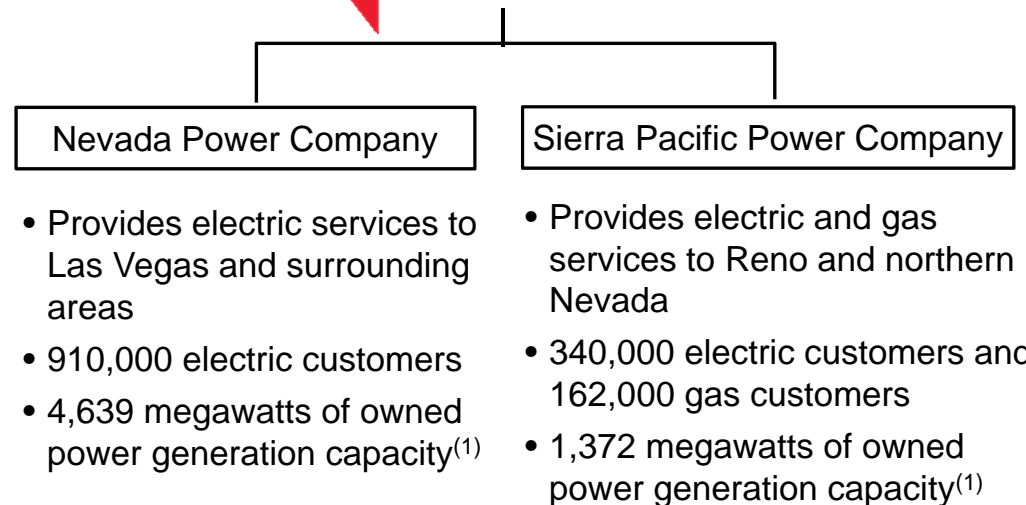 Nevada Power Company
• Provides electric services to
Las Vegas and surrounding
areas
• 910,000 electric customers
• 4,639 megawatts of owned
power generation capacity(1)
Sierra Pacific Power Company
• Provides electric and gas
services to Reno and northern
Nevada
• 340,000 electric customers and
162,000 gas customers
• 1,372 megawatts of owned
power generation capacity(1)